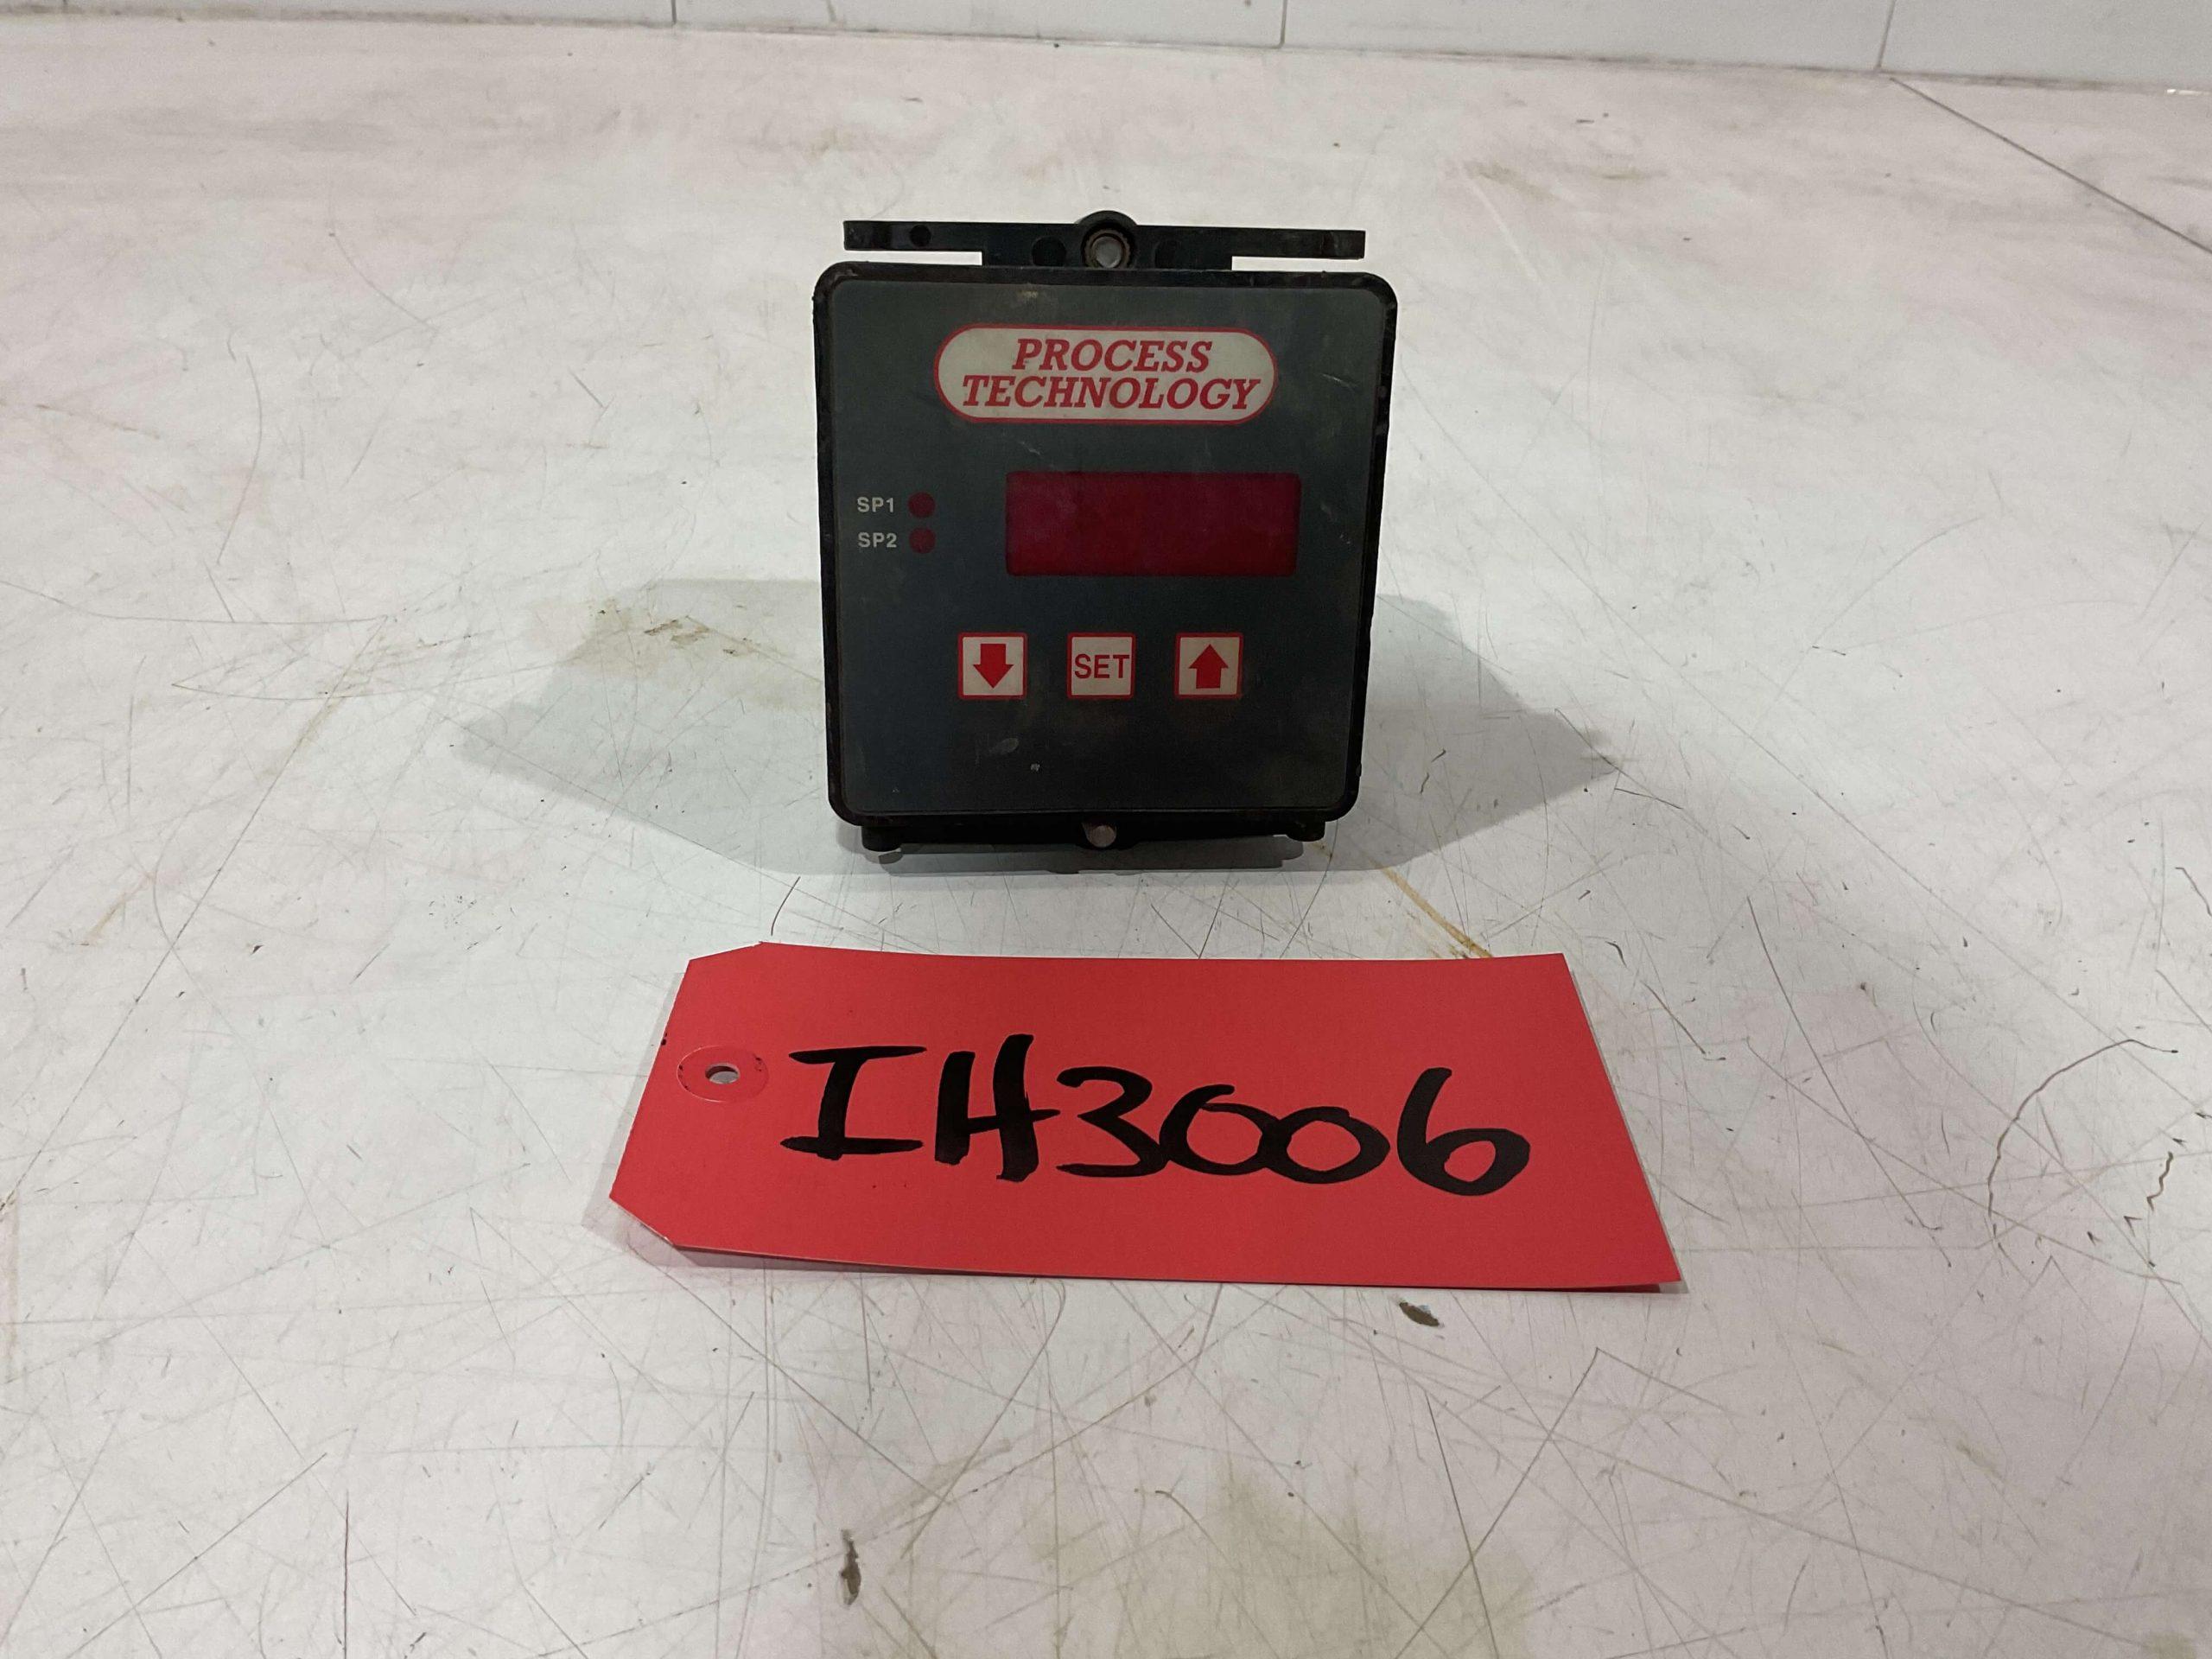 PROCESS
TECHNOLOGY
SP1
SP2
SET
IH3006